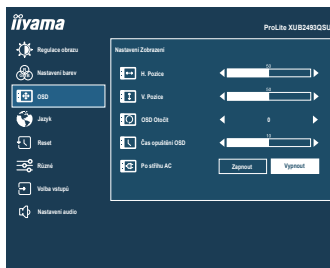 iiyama
ProLite XUB2493QSU
Regulace obrazu
Nastavení barev
OSD
Jazyk
Reset
Různé
Volba vstupů
Nastavení audio
Nastavení Zobrazení
H. Pozice
50
V. Pozice
50
OSD Otočit
0
Čas opuštění OSD
10
Po střihu AC
Zapnout
Vypnout